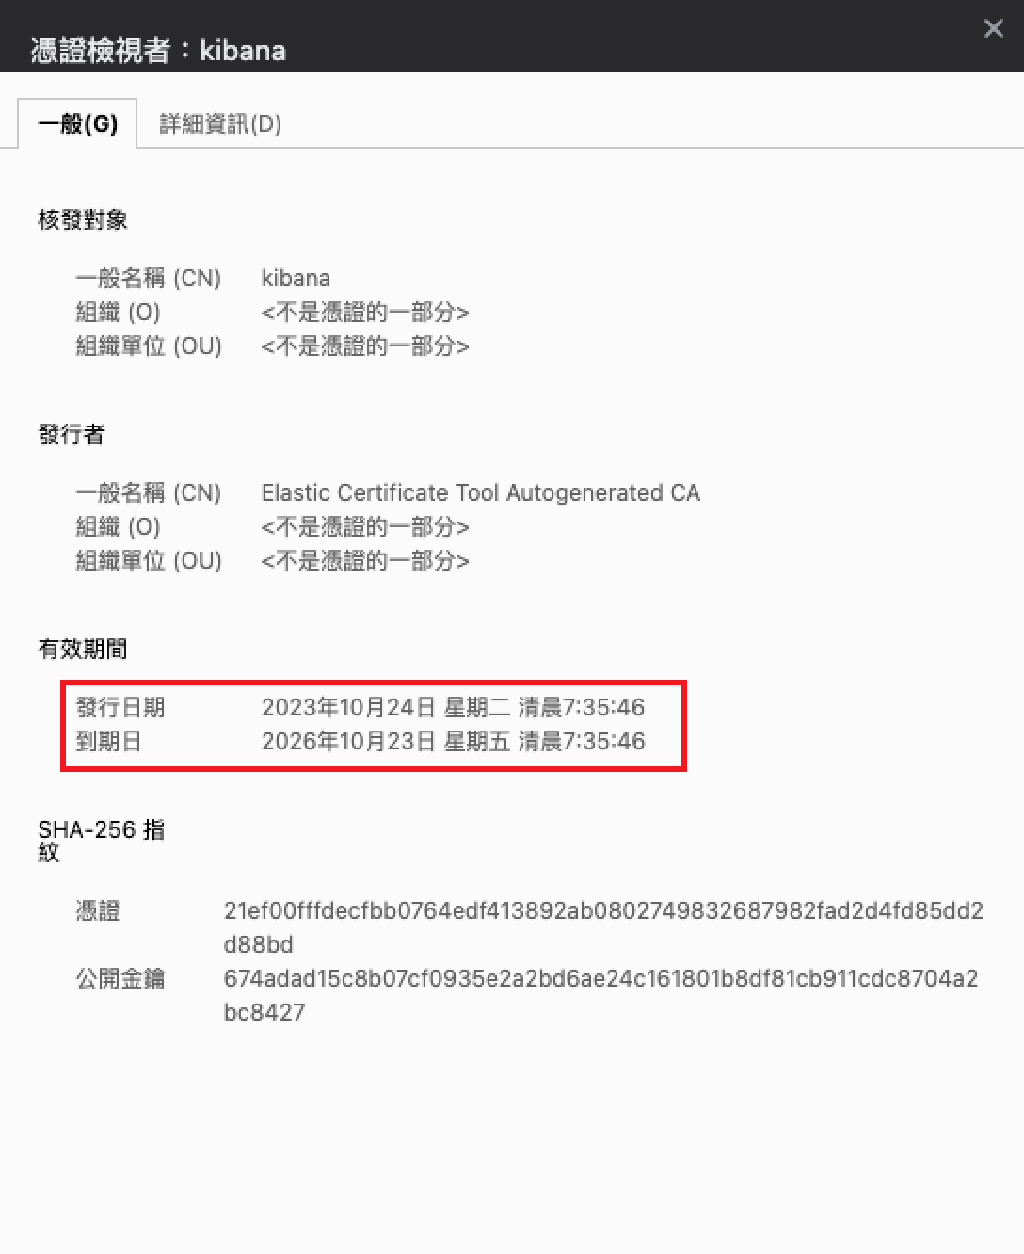 憑證檢視者：kibana
一般(G) 詳細資訊(D)
核發對象
一般名稱 (CN) kibana
組織 (O) <不是憑證的一部分>
組織單位 (OU) <不是憑證的一部分>
發行者
一般名稱 (CN) Elastic Certificate Tool Autogenerated CA
組織 (O) <不是憑證的一部分>
組織單位 (OU) <不是憑證的一部分>
有效期間
發行日期 2023年10月24日 星期二 清晨7:35:46
到期日 2026年10月23日 星期五 清晨7:35:46
SHA-256 指
紋
憑證 21ef00fffdecfbb0764edf413892ab0802749832687982fad2d4fd85dd2
d88bd
公開金鑰 674adad15c8b07cf0935e2a2bd6ae24c161801b8df81cb911cdc8704a2
bc8427